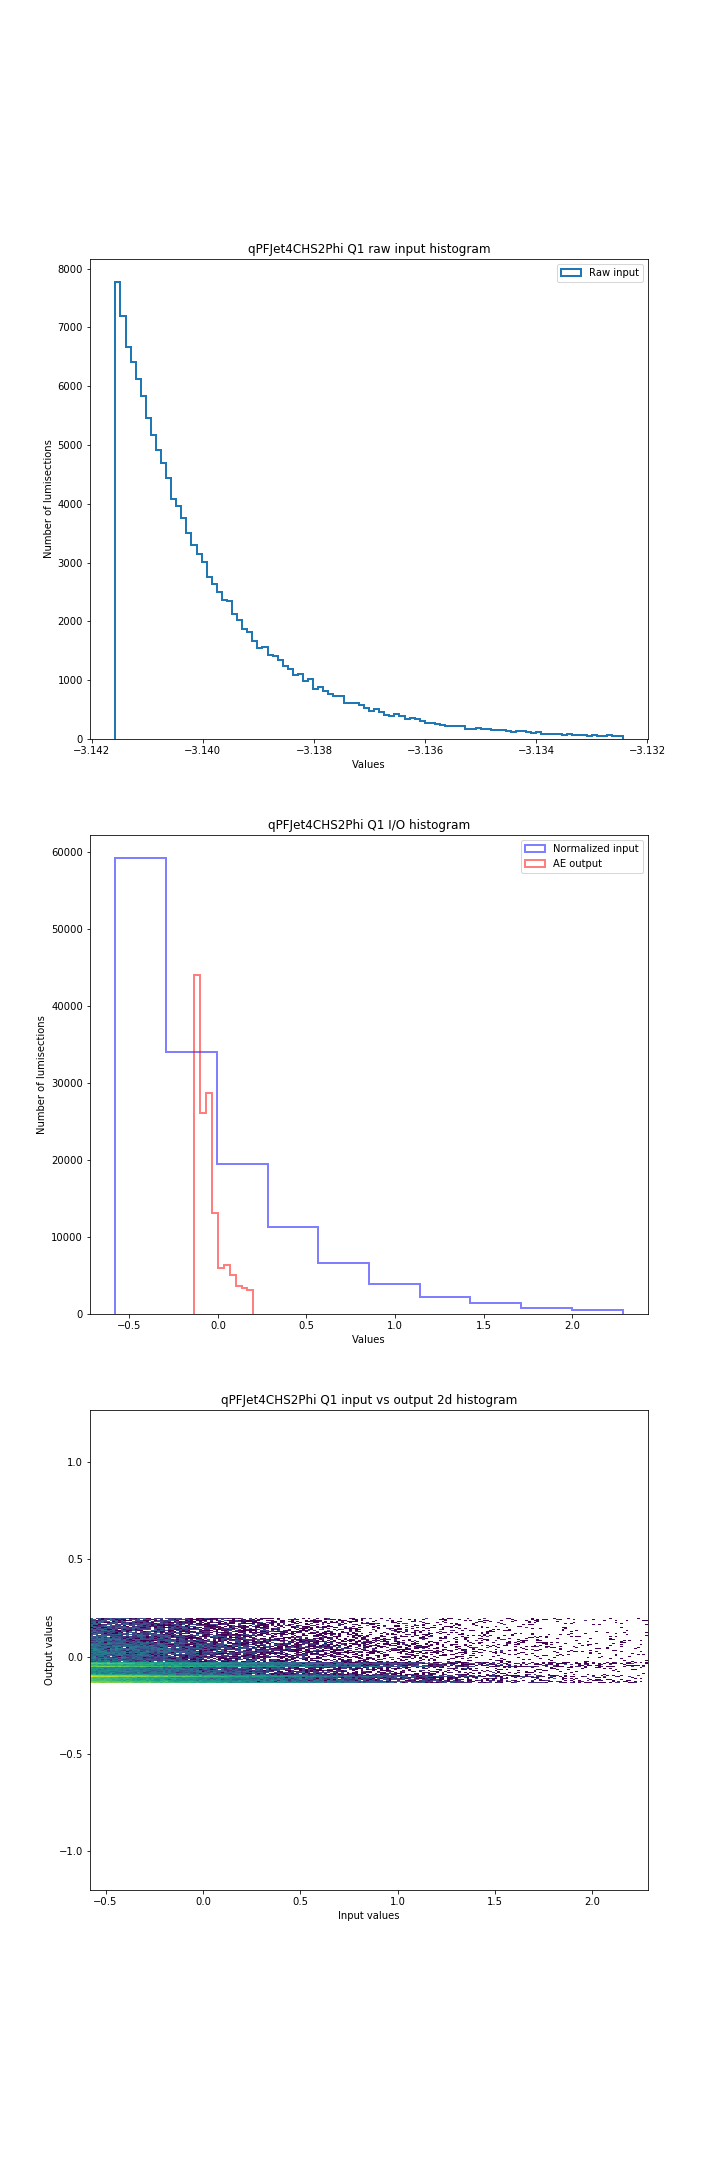 qPFJet4CHS2Phi Q1 raw input histogram
Raw input
8000
7000
6000
5000
4000
3000
2000
1000
0
Number of lumisections
−3.142 −3.140 −3.138 −3.136 −3.134 −3.132
Values
qPFJet4CHS2Phi Q1 I/O histogram
Normalized input
AE output
60000
50000
40000
30000
20000
10000
0
Number of lumisections
−0.5 0.0 0.5 1.0 1.5 2.0
Values
qPFJet4CHS2Phi Q1 input vs output 2d histogram
1.0
0.5
0.0
−0.5
−1.0
Output values
−0.5 0.0 0.5 1.0 1.5 2.0
Input values